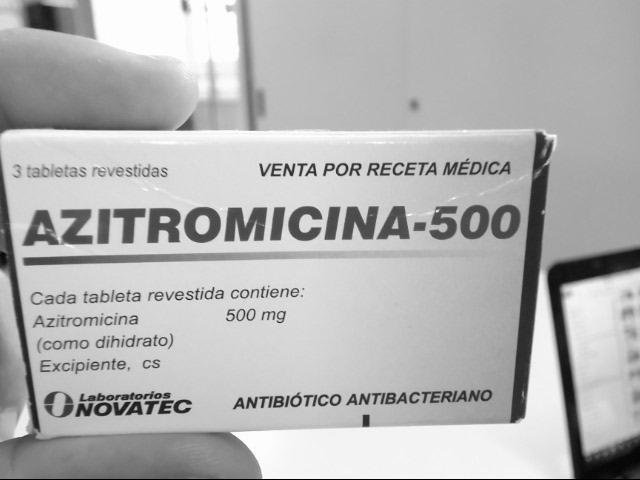 3 tabletas revestidas
VENTA POR RECETA MÉDICA
AZITROMICINA-500
Cada tableta revestida contiene:
Azitromicina 500 mg
(como dihidrato)
Excipiente, cs
Laboratorios
NOVATEC
ANTIBIÓTICO ANTIBACTERIANO